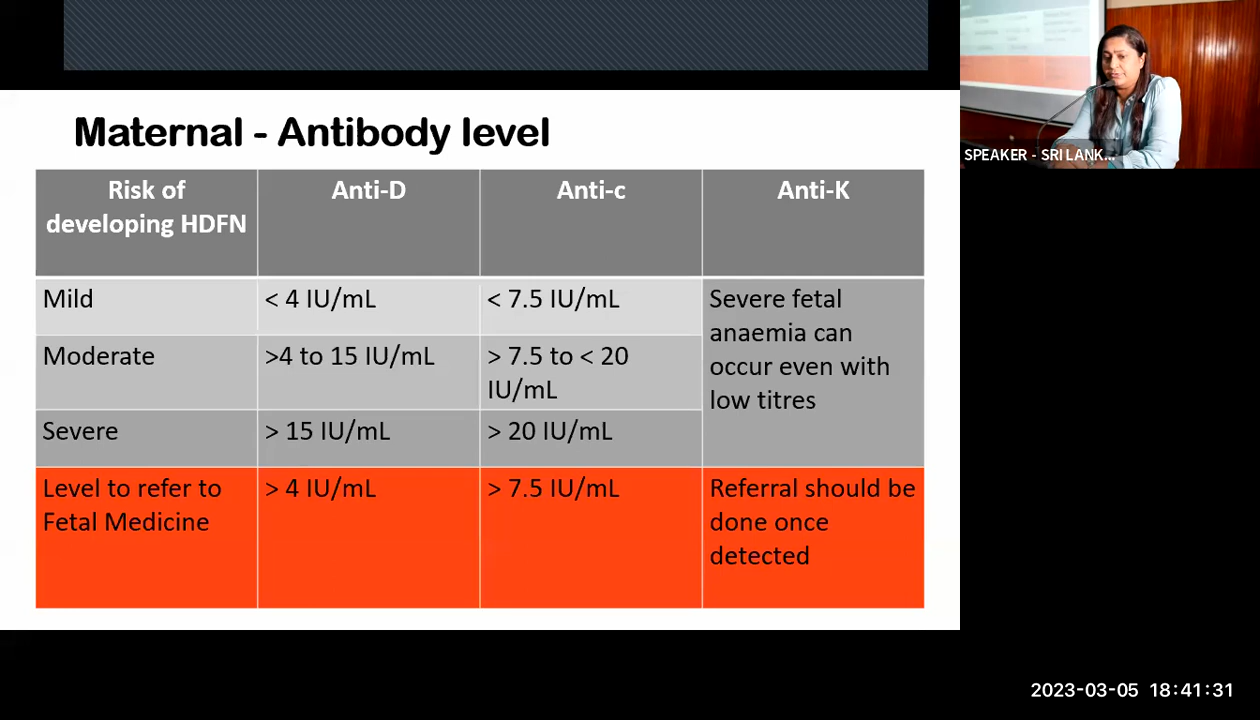 Maternal - Antibody level
Risk of
developing HDFN
Anti-D
Anti-c
Anti-K
Mild
< 4 IU/mL
< 7.5 IU/mL
Severe fetal
anaemia can
occur even with
low titres
Moderate
>4 to 15 IU/mL
> 7.5 to < 20
IU/mL
Severe
> 15 IU/mL
> 20 IU/mL
Level to refer to
Fetal Medicine
> 4 IU/mL
> 7.5 IU/mL
Referral should be
done once
detected
SPEAKER - SRI LANK...
2023-03-05 18:41:31